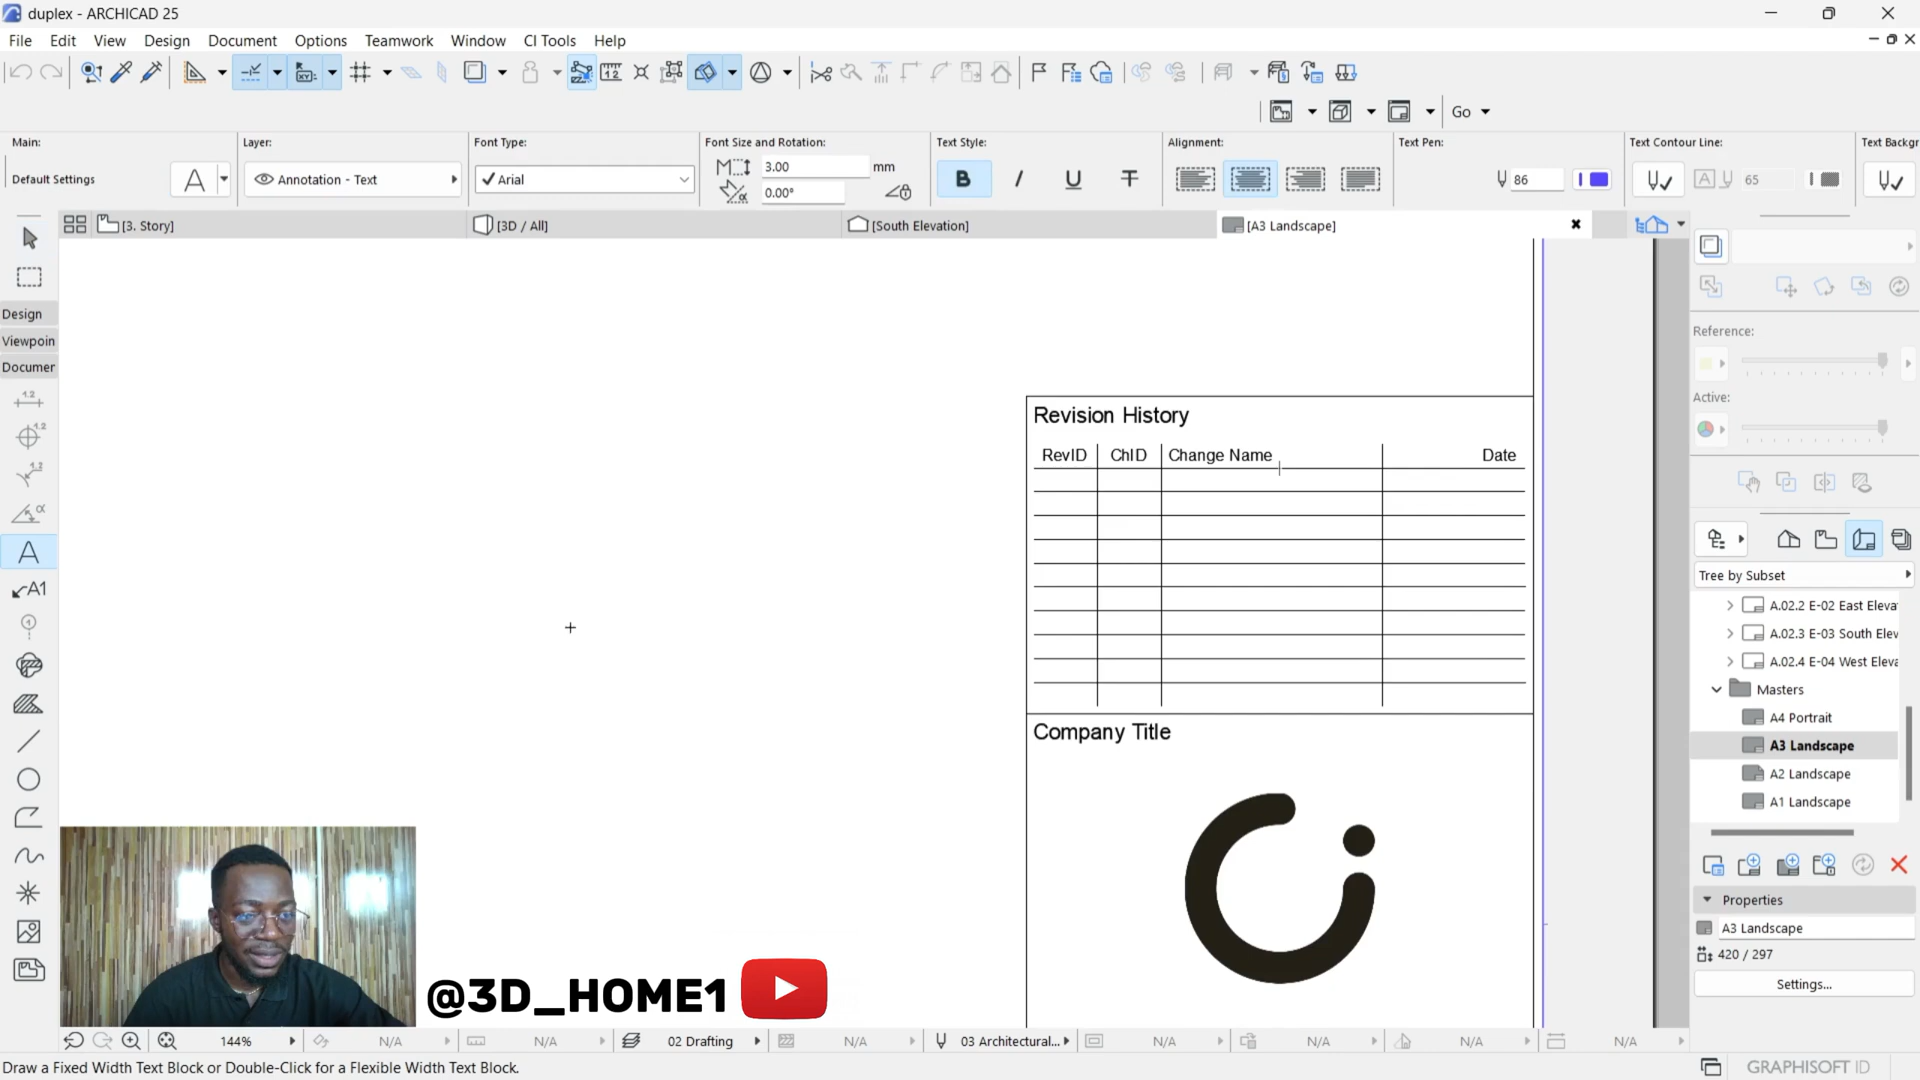 duplex - ARCHICAD 25
File Edit View Design Document Options Teamwork Window CI Tools Help
Go
Main: Layer: Font Type: Font Size and Rotation: Text Style: Alignment: Text Pen: Text Contour Line: Text Backgr
Default Settings A Annotation - Text Arial 3.00 mm 0.00° B I U T 86 65
[3. Story] [3D / All] [South Elevation] [A3 Landscape]
Design
Viewpoin
Documer
Revision History
RevID ChID Change Name Date
Company Title
Reference:
Active:
Tree by Subset
A.02.2 E-02 East Eleva
A.02.3 E-03 South Elev
A.02.4 E-04 West Eleva
Masters
A4 Portrait
A3 Landscape
A2 Landscape
A1 Landscape
Properties
A3 Landscape
420 / 297
Settings...
@3D_HOME1
144% N/A N/A 02 Drafting N/A 03 Architectural... N/A N/A N/A N/A
Draw a Fixed Width Text Block or Double-Click for a Flexible Width Text Block.
GRAPHISOFT ID